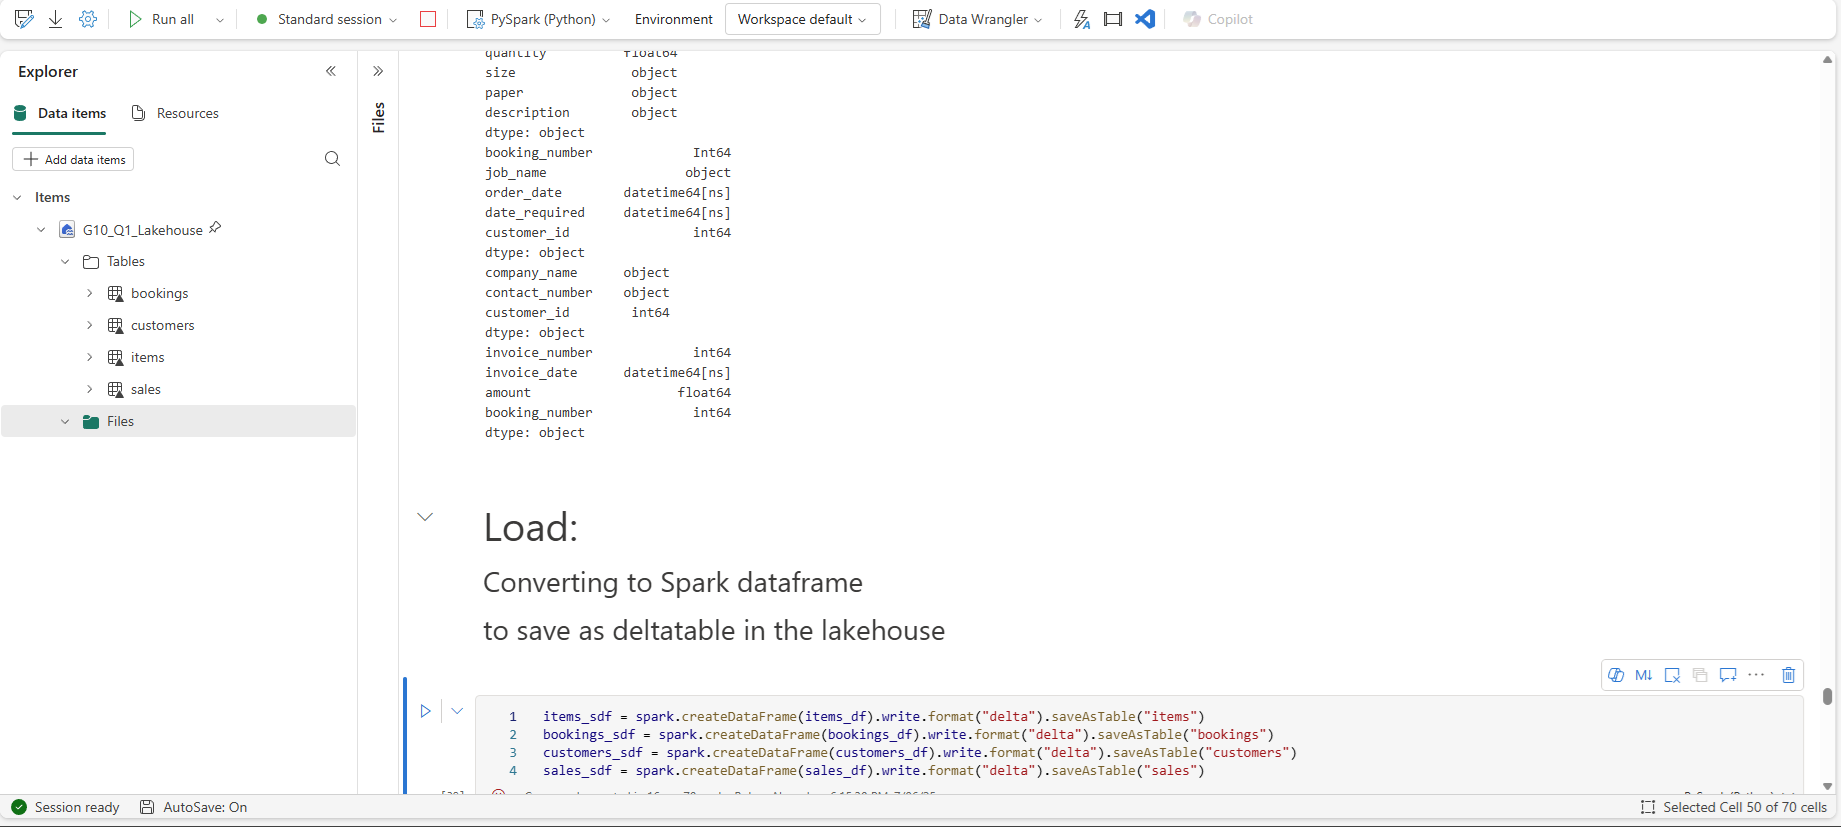 Run all
Standard session
PySpark (Python)
Environment
Workspace default
Data Wrangler
Copilot
Explorer
Data items
Resources
Add data items
Items
G10_Q1_Lakehouse
Tables
bookings
customers
items
sales
Files
Files
quantity float64
size object
paper object
description object
dtype: object
booking_number Int64
job_name object
order_date datetime64[ns]
date_required datetime64[ns]
customer_id int64
dtype: object
company_name object
contact_number object
customer_id int64
dtype: object
invoice_number int64
invoice_date datetime64[ns]
amount float64
booking_number int64
dtype: object
Load:
Converting to Spark dataframe
to save as deltatable in the lakehouse
M↓
1 items_sdf = spark.createDataFrame(items_df).write.format("delta").saveAsTable("items")
2 bookings_sdf = spark.createDataFrame(bookings_df).write.format("delta").saveAsTable("bookings")
3 customers_sdf = spark.createDataFrame(customers_df).write.format("delta").saveAsTable("customers")
4 sales_sdf = spark.createDataFrame(sales_df).write.format("delta").saveAsTable("sales")
Session ready
AutoSave: On
Selected Cell 50 of 70 cells